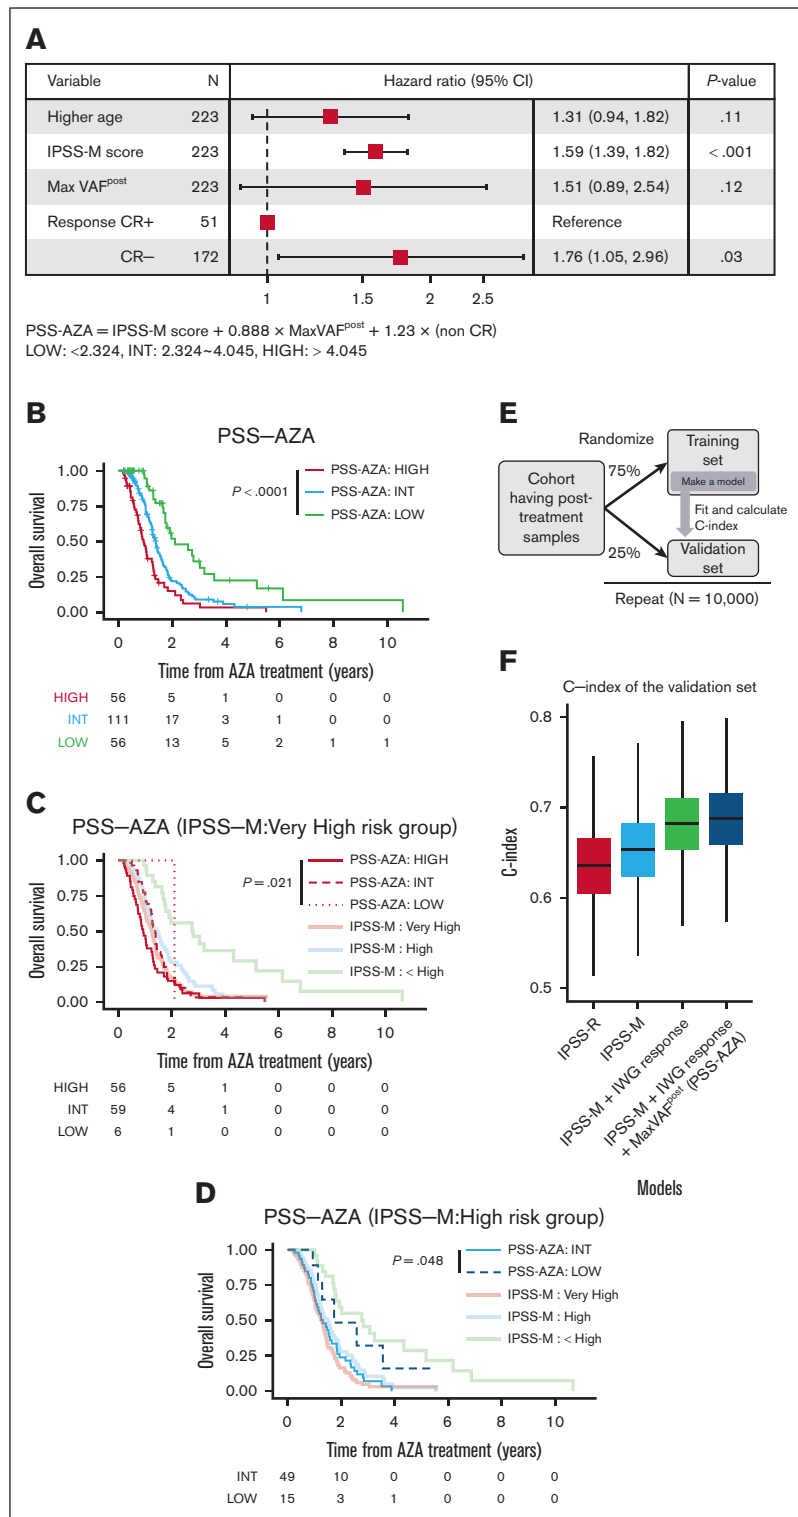 A
Variable N Hazard ratio (95% CI) P-value
Higher age 223 1.31 (0.94, 1.82) .11
IPSS-M score 223 1.59 (1.39, 1.82) <.001
Max VAFpost 223 1.51 (0.89, 2.54) .12
Response CR+ 51 Reference
CR– 172 1.76 (1.05, 2.96) .03
1 1.5 2 2.5
PSS-AZA = IPSS-M score + 0.888 × MaxVAFpost + 1.23 × (non CR)
LOW: <2.324, INT: 2.324~4.045, HIGH: > 4.045
B
PSS–AZA
Overall survival
1.00
0.75
0.50
0.25
0.00
P < .0001
PSS-AZA: HIGH
PSS-AZA: INT
PSS-AZA: LOW
0 2 4 6 8 10
Time from AZA treatment (years)
HIGH 56 5 1 0 0 0
INT 111 17 3 1 0 0
LOW 56 13 5 2 1 1
C
PSS–AZA (IPSS–M:Very High risk group)
Overall survival
1.00
0.75
0.50
0.25
0.00
P = .021
PSS-AZA: HIGH
PSS-AZA: INT
PSS-AZA: LOW
IPSS-M : Very High
IPSS-M : High
IPSS-M : < High
0 2 4 6 8 10
Time from AZA treatment (years)
HIGH 56 5 1 0 0 0
INT 59 4 1 0 0 0
LOW 6 1 0 0 0 0
D
PSS–AZA (IPSS–M:High risk group)
Overall survival
1.00
0.75
0.50
0.25
0.00
P = .048
PSS-AZA: INT
PSS-AZA: LOW
IPSS-M : Very High
IPSS-M : High
IPSS-M : < High
0 2 4 6 8 10
Time from AZA treatment (years)
INT 49 10 0 0 0 0
LOW 15 3 1 0 0 0
E
Cohort
having post-
treatment
samples
Randomize
75%
25%
Training
set
Make a model
Fit and calculate
C-index
Validation
set
Repeat (N = 10,000)
F
C–index of the validation set
C-index
0.8
0.7
0.6
0.5
IPSS-R
IPSS-M
IPSS-M + IWG response
IPSS-M + IWG response
+ MaxVAFpost (PSS-AZA)
Models